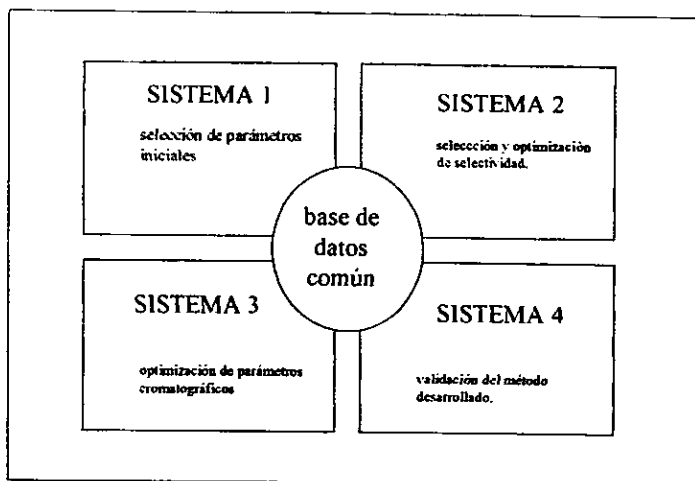 SISTEMA 1
selección de parámetros
iniciales
SISTEMA 2
seleccción y optimización
de selectividad.
base de
datos
común
SISTEMA 3
optimización de parámetros
cromatográficos
SISTEMA 4
validación del método
desarrollado.